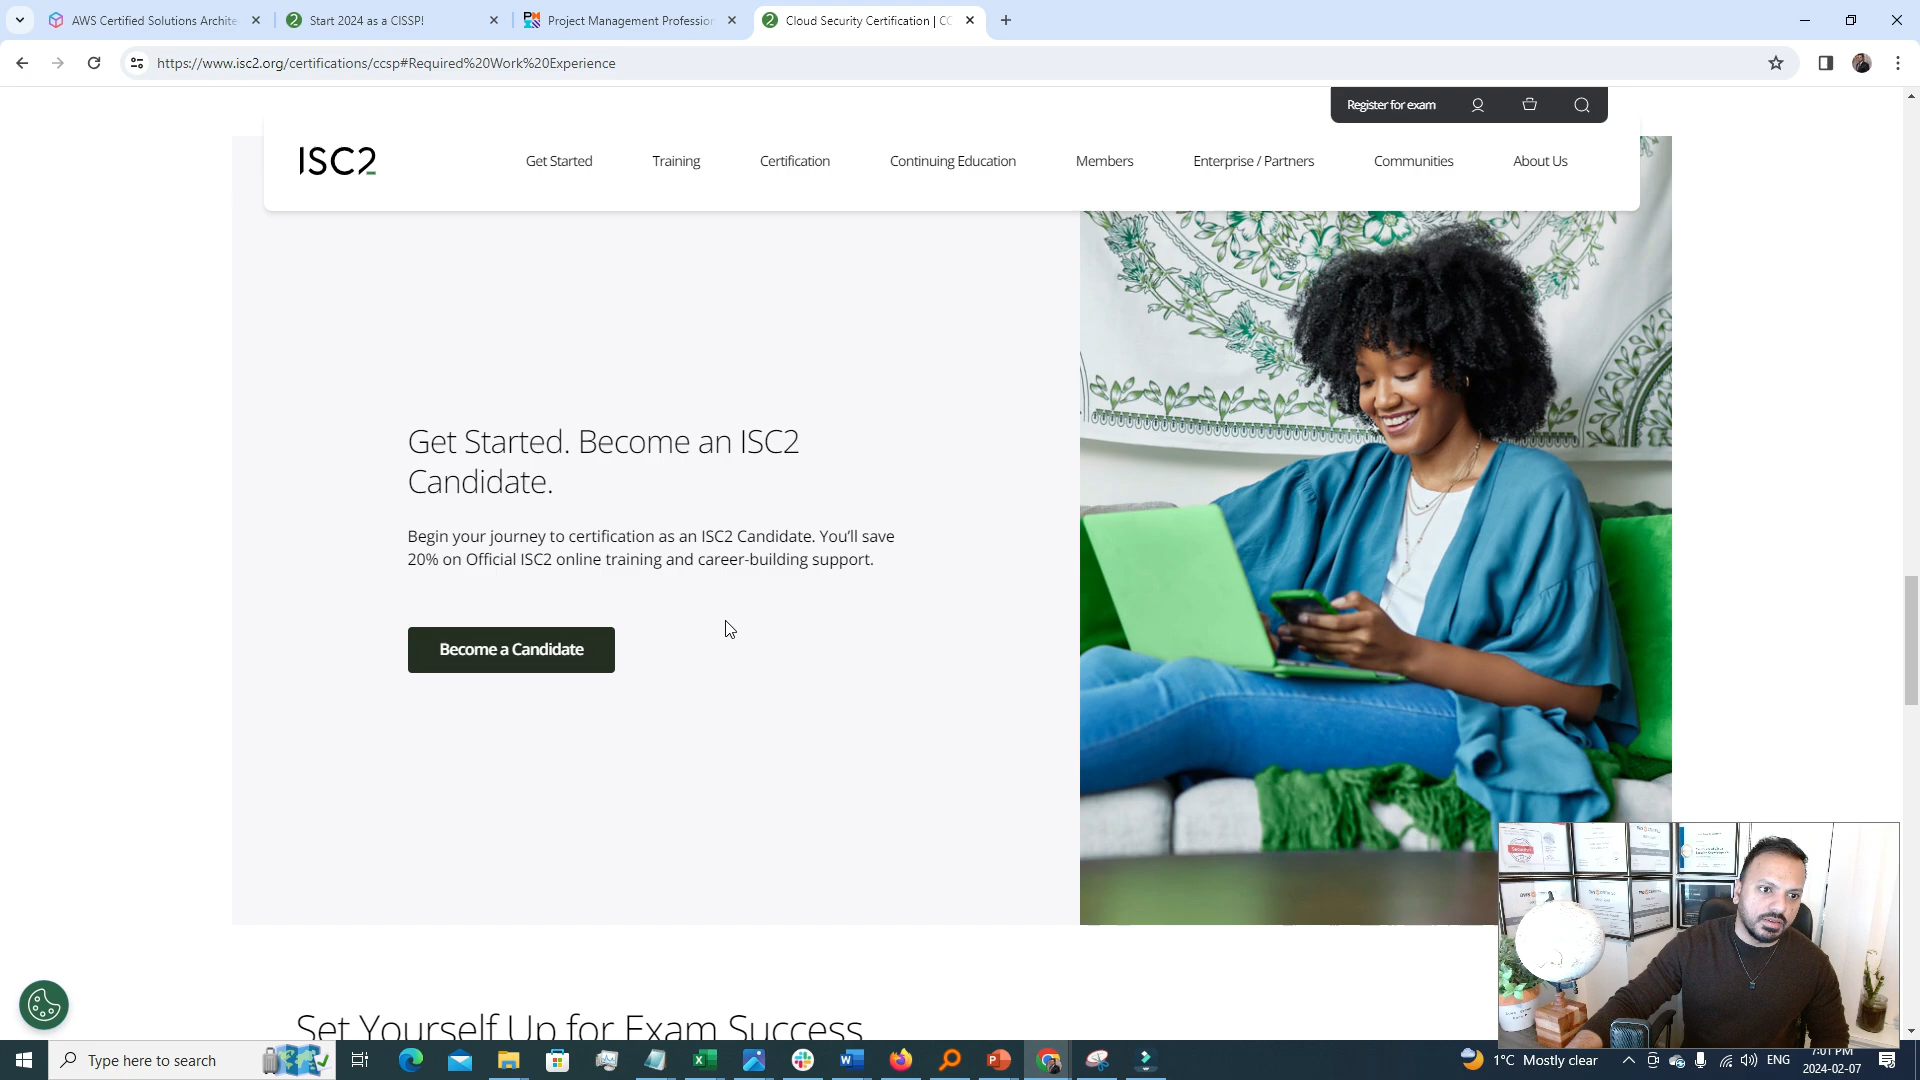 AWS Certified Solutions Archite
Start 2024 as a CISSP!
Project Management Profession
Cloud Security Certification | CC
https://www.isc2.org/certifications/ccsp#Required%20Work%20Experience
Register for exam
ISC2
Get Started
Training
Certification
Continuing Education
Members
Enterprise / Partners
Communities
About Us
Get Started. Become an ISC2
Candidate.
Begin your journey to certification as an ISC2 Candidate. You'll save
20% on Official ISC2 online training and career-building support.
Become a Candidate
Set Yourself Up for Exam Success
Type here to search
1°C Mostly clear
ENG
7:01 PM
2024-02-07